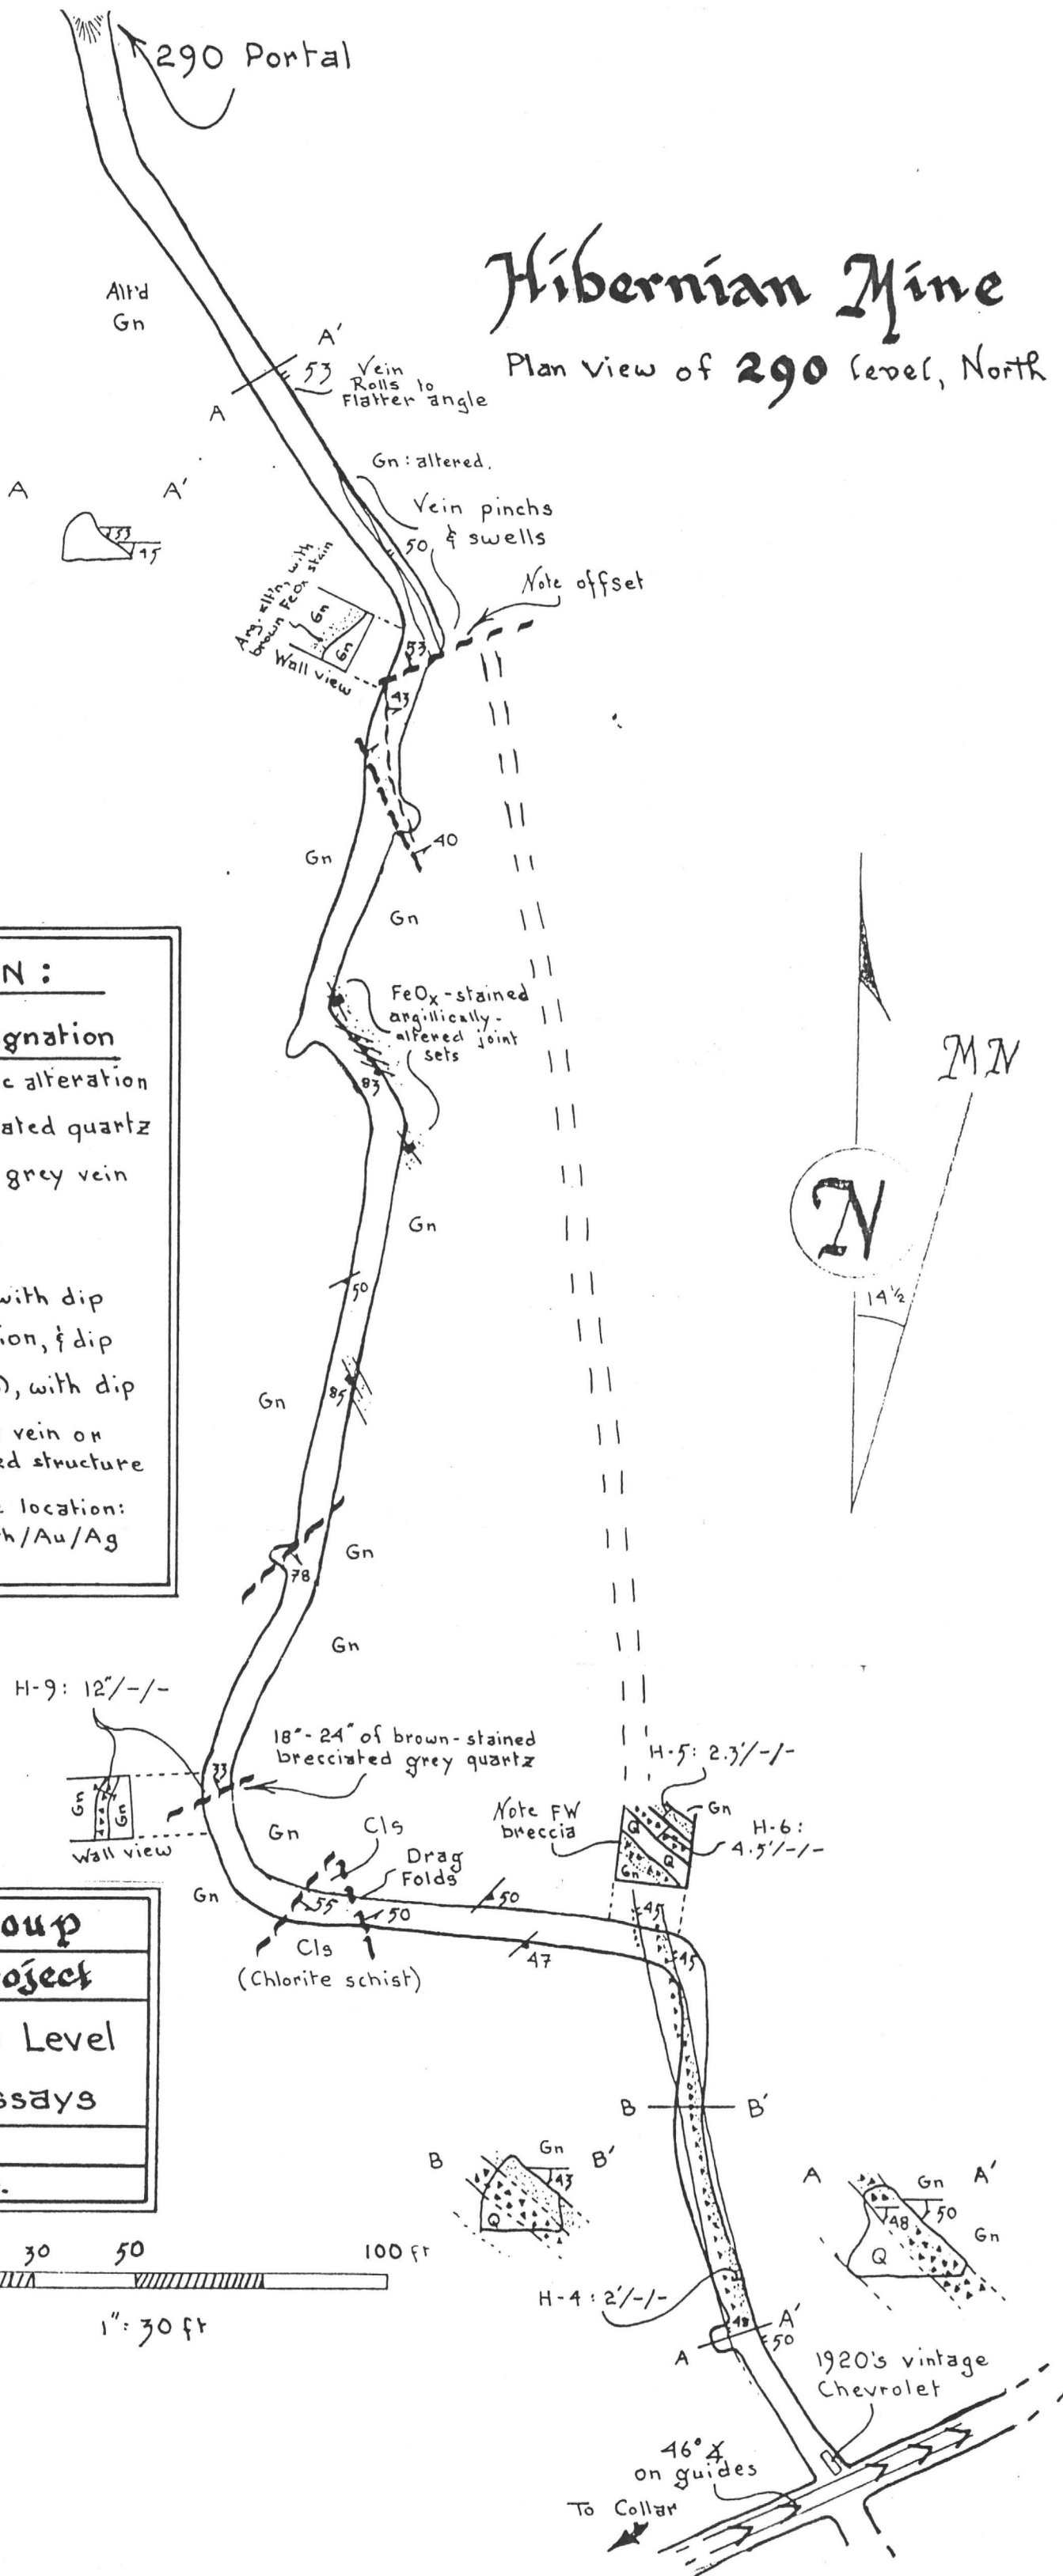 290 Portal
Hibernian Mine
Plan View of 290 level, North
Alt'd
Gn
A'
53 Vein
Rolls to
Flatter angle
A
Gn: altered.
A A'
Vein pinchs
& swells
50
53
45
Note offset
Arg. alt'n, with
brown FeOx stain
Gn
Gn
Wall view
53
43
40
Gn
Gn
N:
gnation
c alteration
ated quartz
grey vein
with dip
ion, & dip
), with dip
vein or
ed structure
location:
h/Au/Ag
FeOx-stained
argillically-
altered joint
sets
83
MN
N
14 1/2
Gn
50
Gn
85
Gn
78
Gn
H-9: 12"/-/-
18"-24" of brown-stained
brecciated grey quartz
33
Gn
Gn
Wall view
H-5: 2.3'/-/-
Note FW
breccia
Gn
H-6:
4.5'/-/-
Q
Q
Gn
Gn
Cls
Drag
Folds
Gn
55
50
50
47
45
45
Cls
(Chlorite schist)
oup
oject
Level
ssays
B B'
B B'
Gn
43
Q
A A'
Gn
50
48
Gn
Q
30 50 100 ft
1": 30 ft
H-4: 2'/-/-
48
A'
50
A
1920's vintage
Chevrolet
46° ∡
on guides
To Collar